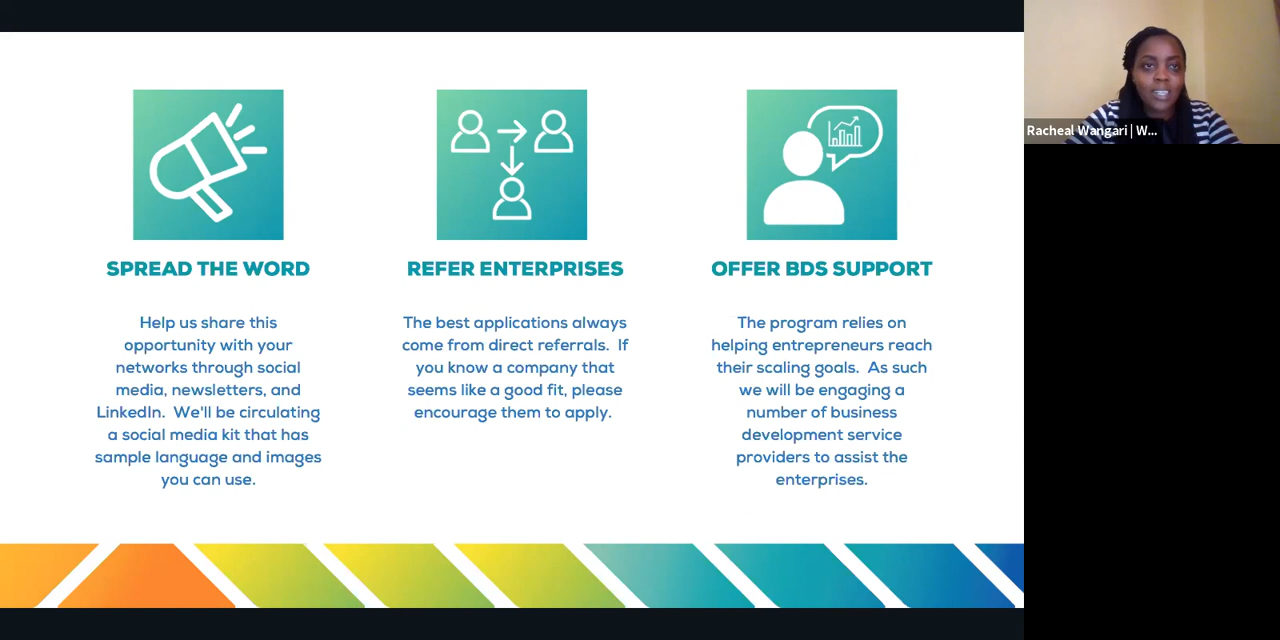 SPREAD THE WORD
Help us share this
opportunity with your
networks through social
media, newsletters, and
LinkedIn.  We'll be circulating
a social media kit that has
sample language and images
you can use.
REFER ENTERPRISES
The best applications always
come from direct referrals.  If
you know a company that
seems like a good fit, please
encourage them to apply.
OFFER BDS SUPPORT
The program relies on
helping entrepreneurs reach
their scaling goals.  As such
we will be engaging a
number of business
development service
providers to assist the
enterprises.
Racheal Wangari | W...